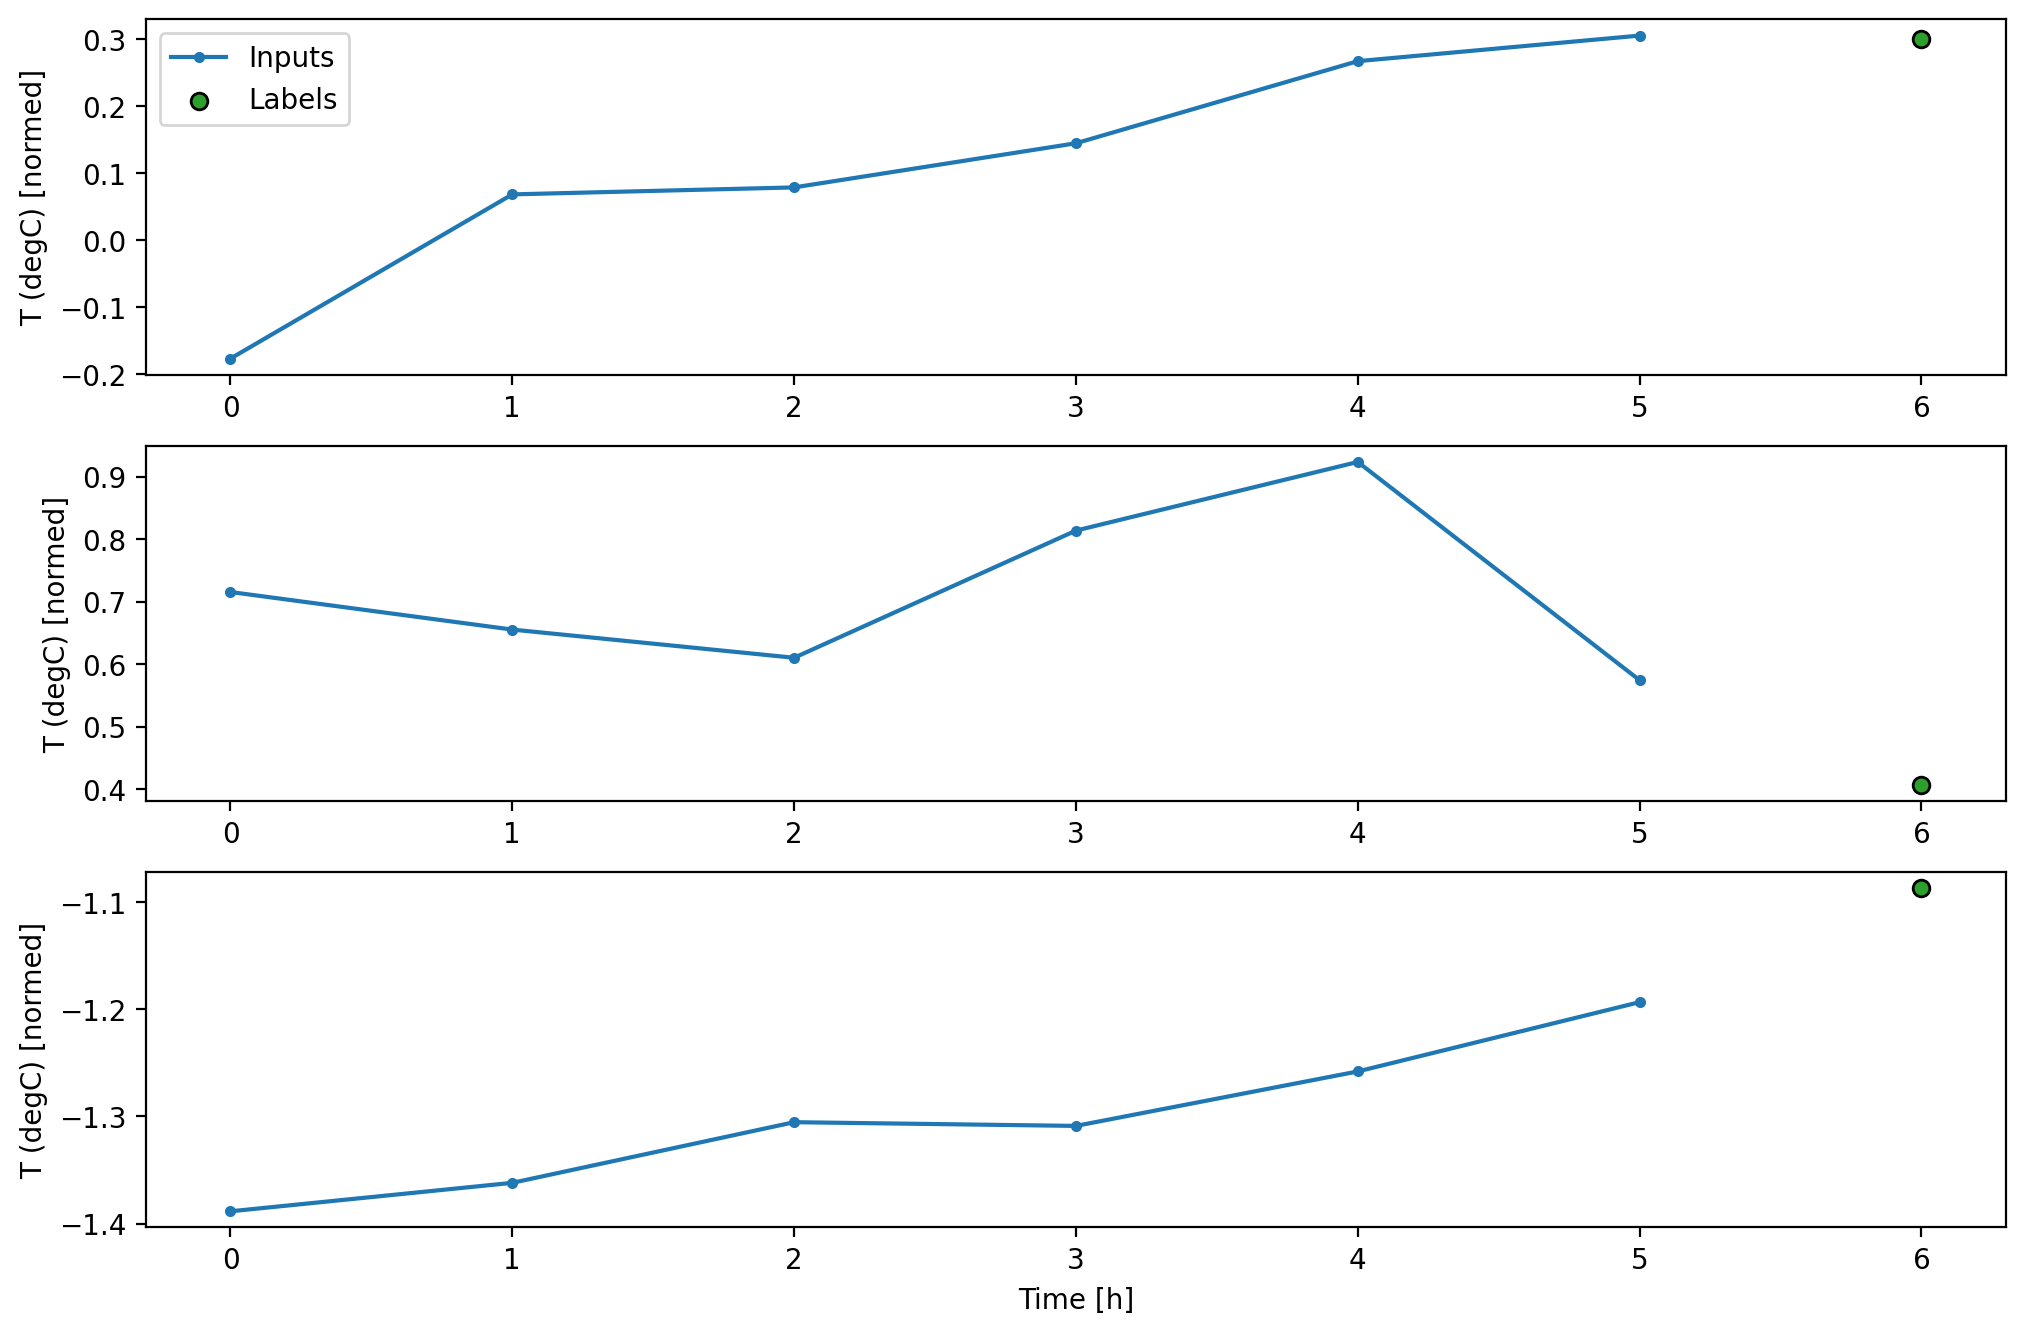 0.3
0.2
0.1
0.0
−0.1
−0.2
T (degC) [normed]
Inputs
Labels
0 1 2 3 4 5 6
0.9
0.8
0.7
0.6
0.5
0.4
T (degC) [normed]
0 1 2 3 4 5 6
−1.1
−1.2
−1.3
−1.4
T (degC) [normed]
0 1 2 3 4 5 6
Time [h]